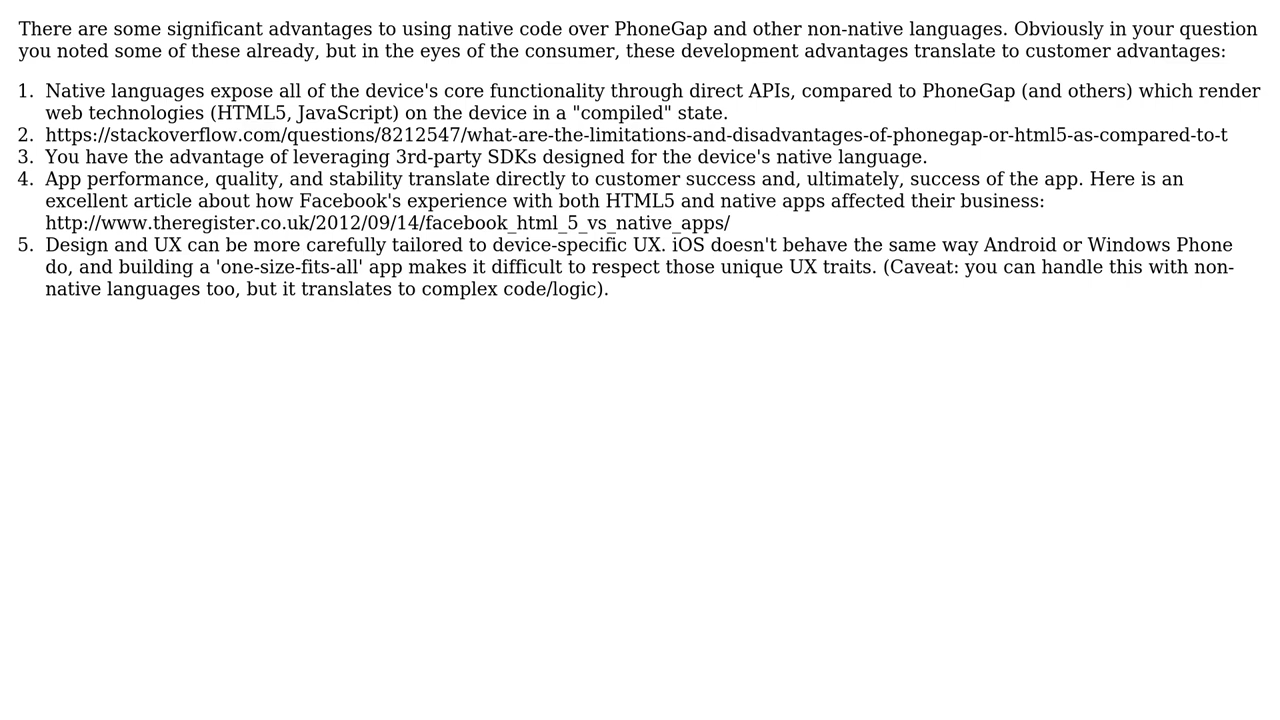 There are some significant advantages to using native code over PhoneGap and other non-native languages. Obviously in your question
you noted some of these already, but in the eyes of the consumer, these development advantages translate to customer advantages:
1. Native languages expose all of the device's core functionality through direct APIs, compared to PhoneGap (and others) which render
web technologies (HTML5, JavaScript) on the device in a "compiled" state.
2. https://stackoverflow.com/questions/8212547/what-are-the-limitations-and-disadvantages-of-phonegap-or-html5-as-compared-to-t
3. You have the advantage of leveraging 3rd-party SDKs designed for the device's native language.
4. App performance, quality, and stability translate directly to customer success and, ultimately, success of the app. Here is an
excellent article about how Facebook's experience with both HTML5 and native apps affected their business:
http://www.theregister.co.uk/2012/09/14/facebook_html_5_vs_native_apps/
5. Design and UX can be more carefully tailored to device-specific UX. iOS doesn't behave the same way Android or Windows Phone
do, and building a 'one-size-fits-all' app makes it difficult to respect those unique UX traits. (Caveat: you can handle this with non-
native languages too, but it translates to complex code/logic).